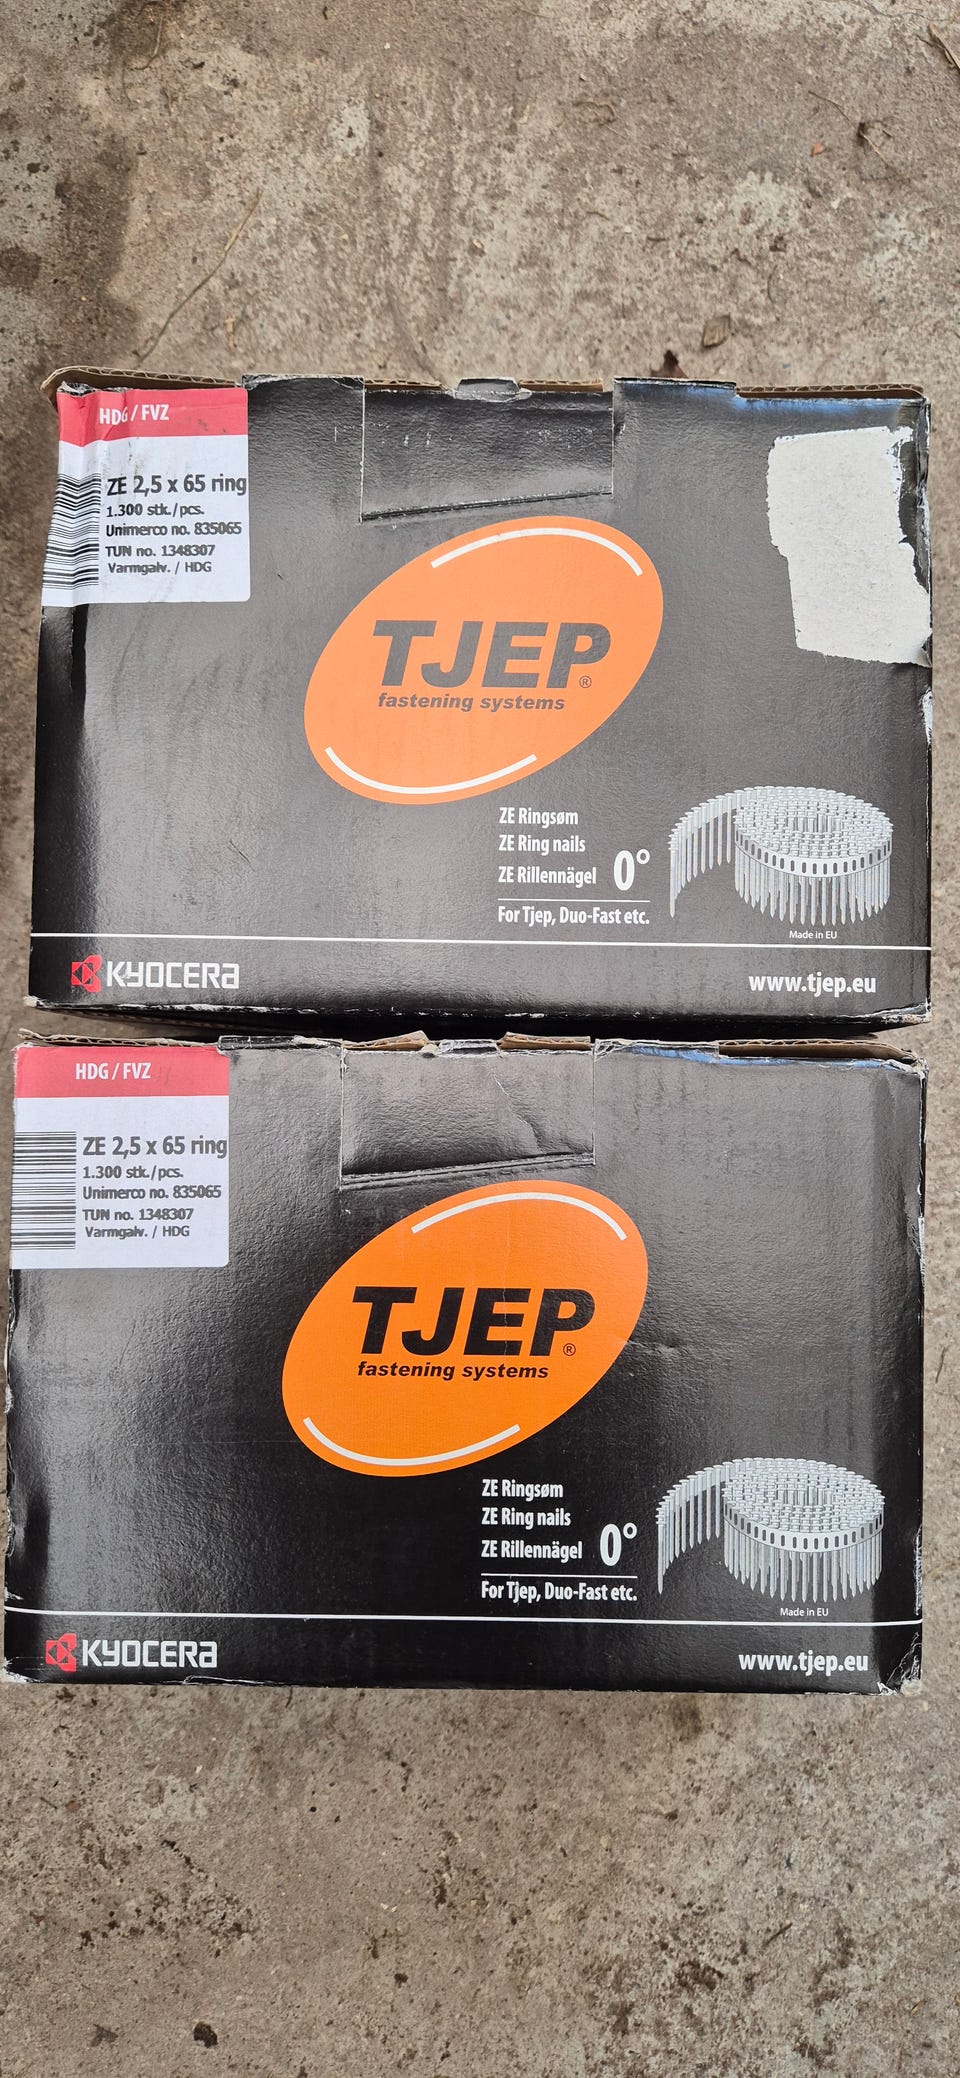 HDG / FVZ
ZE 2,5 x 65 ring
1.300 stk./pcs.
Unimerco no. 835065
TUN no. 1348307
Varmgalv. / HDG
TJEP®
fastening systems
ZE Ringsøm
ZE Ring nails
ZE Rillennägel 0°
For Tjep, Duo-Fast etc.
Made in EU
KYOCERA
www.tjep.eu
HDG / FVZ
ZE 2,5 x 65 ring
1.300 stk./pcs.
Unimerco no. 835065
TUN no. 1348307
Varmgalv. / HDG
TJEP®
fastening systems
ZE Ringsøm
ZE Ring nails
ZE Rillennägel 0°
For Tjep, Duo-Fast etc.
Made in EU
KYOCERA
www.tjep.eu